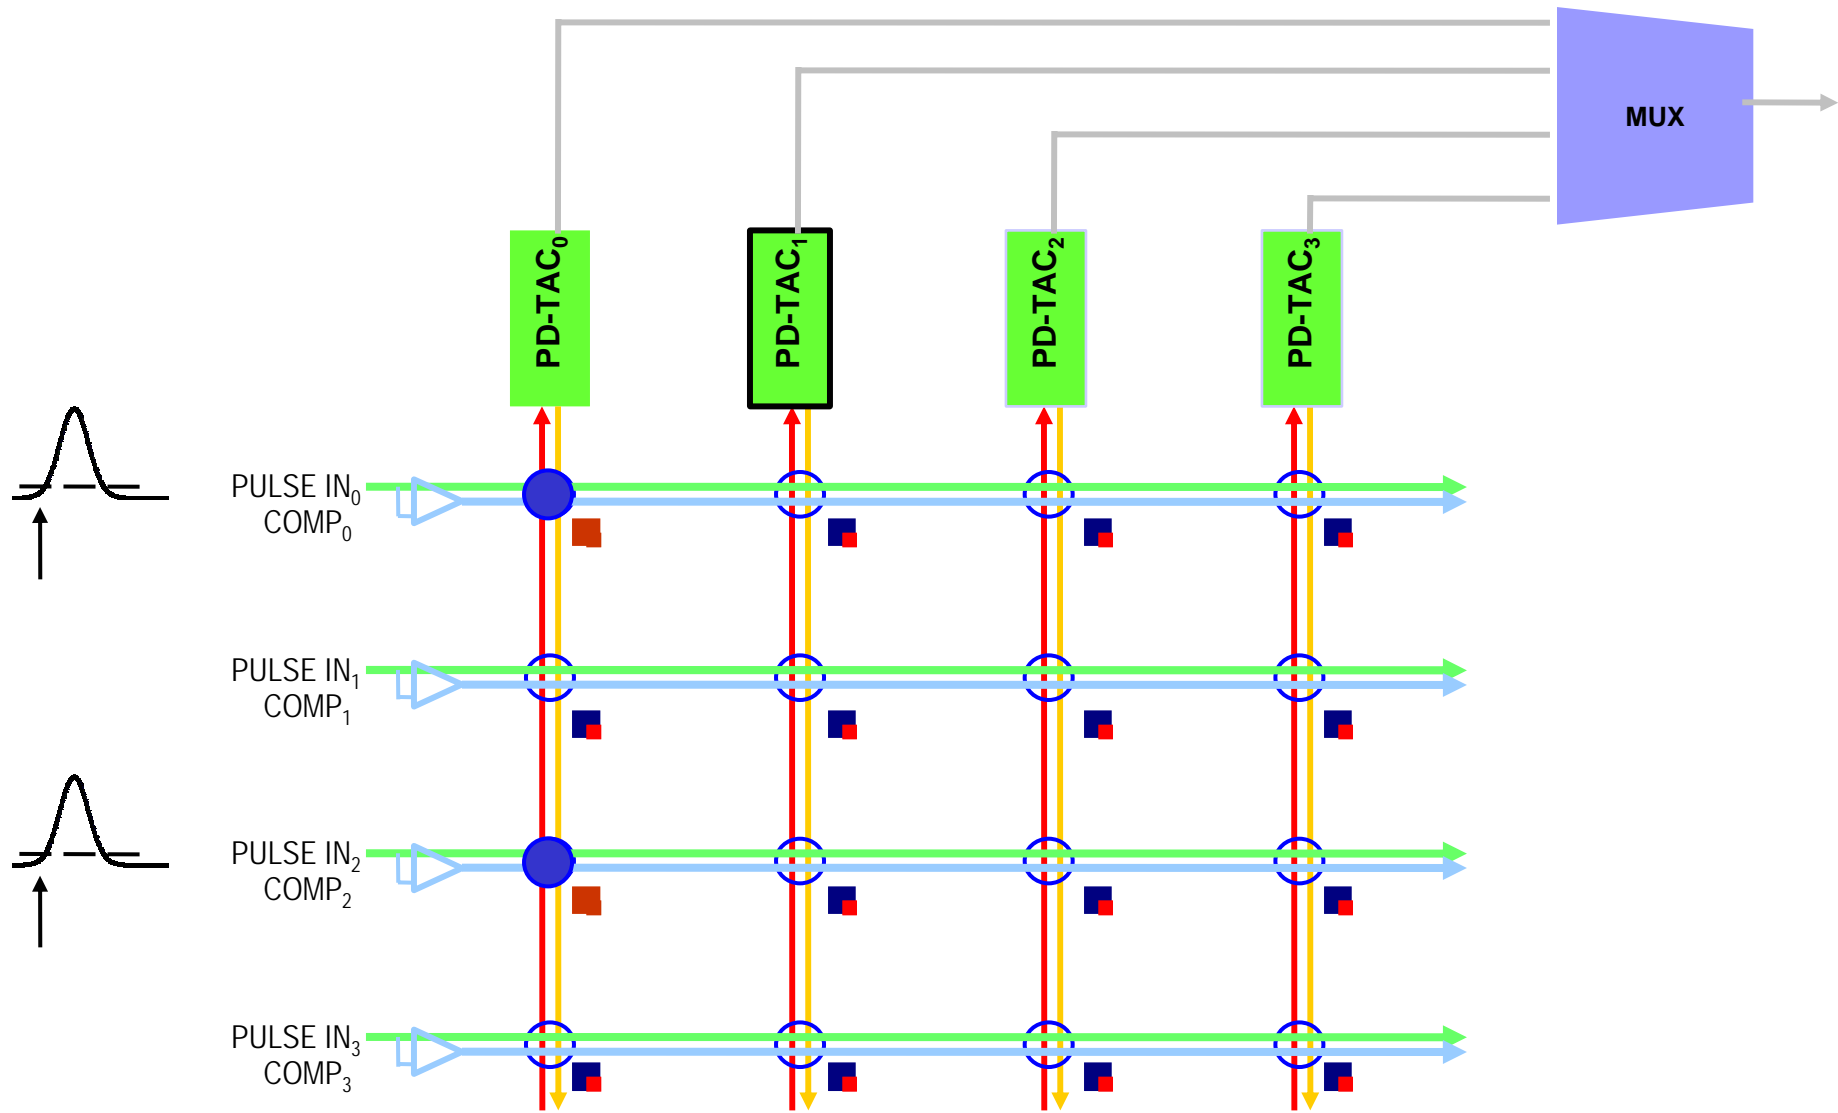 MUX
PD-TAC₀
PD-TAC₁
PD-TAC₂
PD-TAC₃
PULSE IN₀
COMP₀
PULSE IN₁
COMP₁
PULSE IN₂
COMP₂
PULSE IN₃
COMP₃